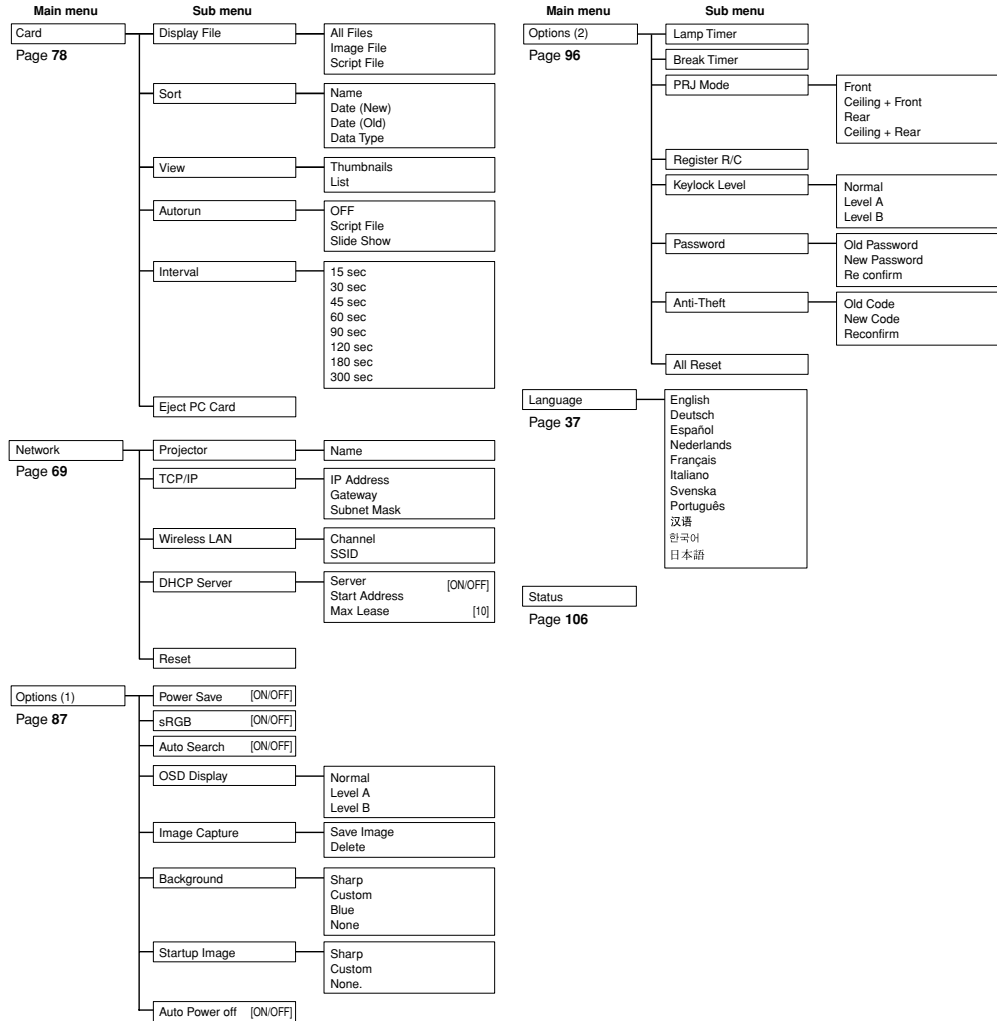 Main menu
Sub menu
Card
Page 78
Display File
All Files
Image File
Script File
Sort
Name
Date (New)
Date (Old)
Data Type
View
Thumbnails
List
Autorun
OFF
Script File
Slide Show
Interval
15 sec
30 sec
45 sec
60 sec
90 sec
120 sec
180 sec
300 sec
Eject PC Card
Network
Page 69
Projector
Name
TCP/IP
IP Address
Gateway
Subnet Mask
Wireless LAN
Channel
SSID
DHCP Server
Server [ON/OFF]
Start Address
Max Lease [10]
Reset
Options (1)
Page 87
Power Save [ON/OFF]
sRGB [ON/OFF]
Auto Search [ON/OFF]
OSD Display
Normal
Level A
Level B
Image Capture
Save Image
Delete
Background
Sharp
Custom
Blue
None
Startup Image
Sharp
Custom
None.
Auto Power off [ON/OFF]
Main menu
Sub menu
Options (2)
Page 96
Lamp Timer
Break Timer
PRJ Mode
Front
Ceiling + Front
Rear
Ceiling + Rear
Register R/C
Keylock Level
Normal
Level A
Level B
Password
Old Password
New Password
Re confirm
Anti-Theft
Old Code
New Code
Reconfirm
All Reset
Language
Page 37
English
Deutsch
Español
Nederlands
Français
Italiano
Svenska
Português
汉语
한국어
日本語
Status
Page 106